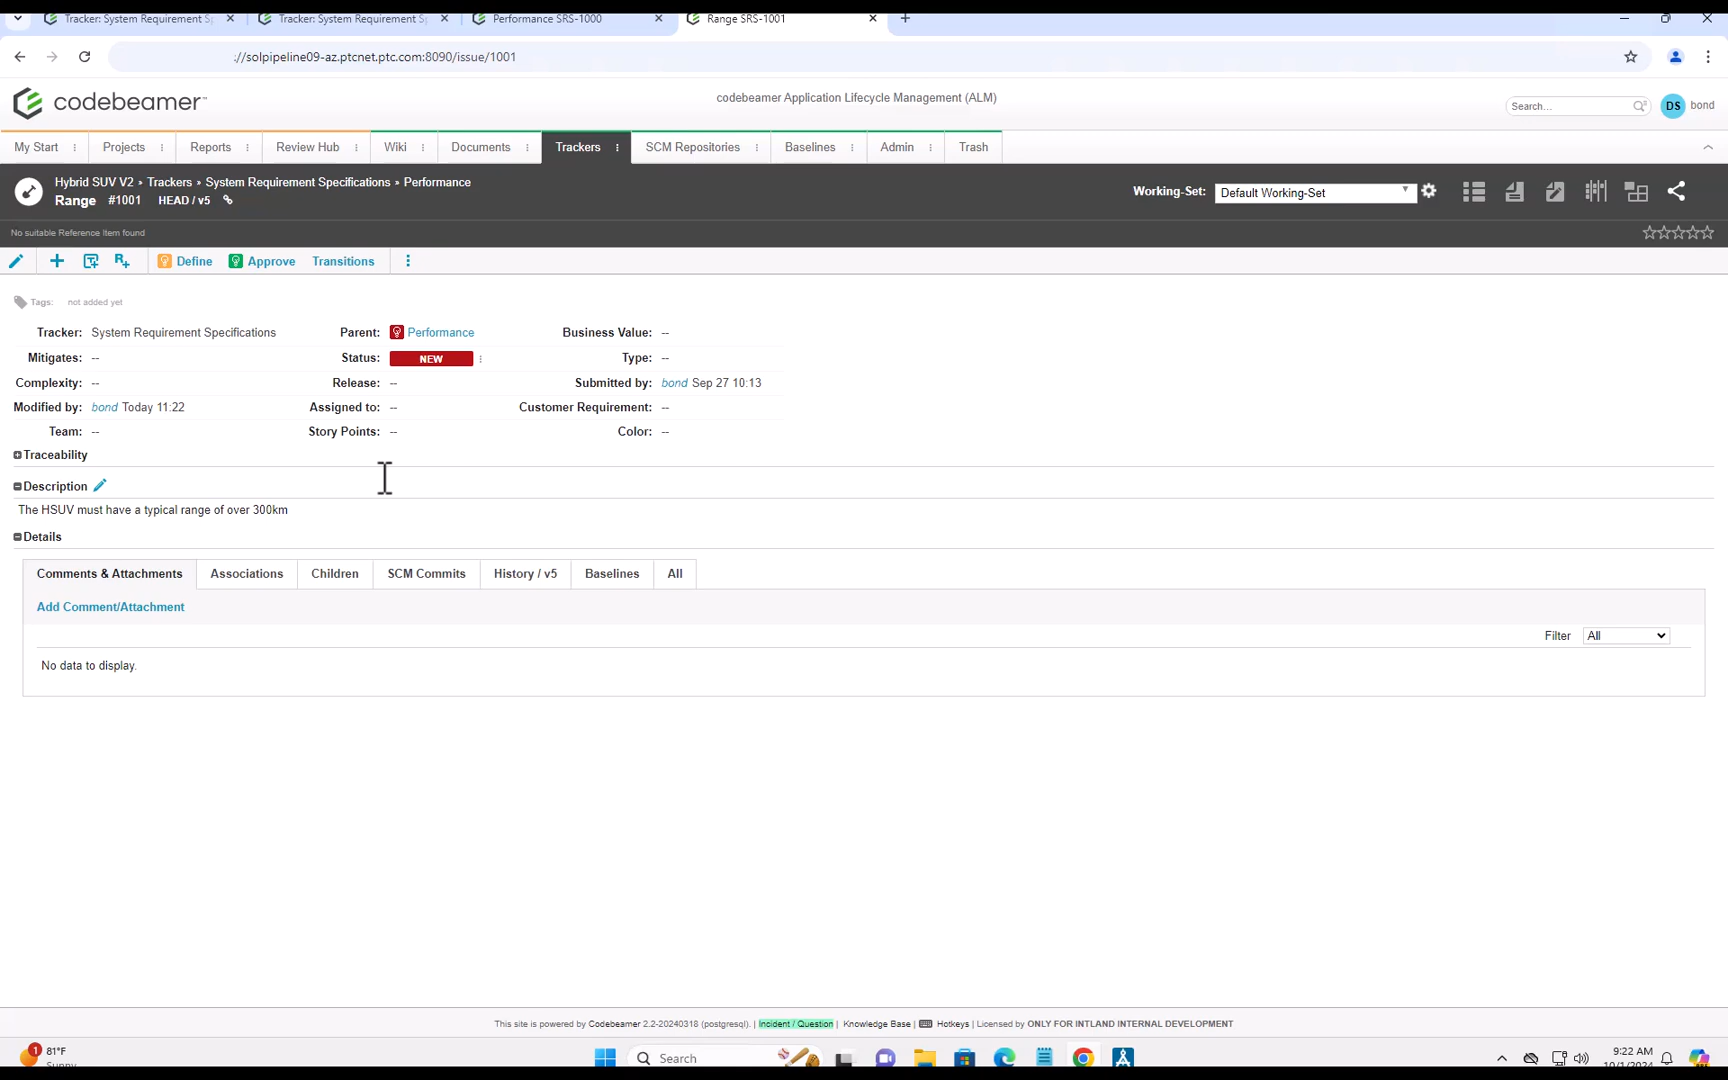 Tracker: System Requirement Sp
Tracker: System Requirement Sp
Performance SRS-1000
Range SRS-1001
://solpipeline09-az.ptcnet.ptc.com:8090/issue/1001
codebeamer™
codebeamer Application Lifecycle Management (ALM)
Search...
DS bond
My Start
Projects
Reports
Review Hub
Wiki
Documents
Trackers
SCM Repositories
Baselines
Admin
Trash
Hybrid SUV V2 » Trackers » System Requirement Specifications » Performance
Range #1001 HEAD / v5
Working-Set: Default Working-Set
No suitable Reference Item found
Define
Approve
Transitions
Tags: not added yet
Tracker: System Requirement Specifications Parent: Performance Business Value: --
Mitigates: -- Status: NEW Type: --
Complexity: -- Release: -- Submitted by: bond Sep 27 10:13
Modified by: bond Today 11:22 Assigned to: -- Customer Requirement: --
Team: -- Story Points: -- Color: --
Traceability
Description
The HSUV must have a typical range of over 300km
Details
Comments & Attachments
Associations
Children
SCM Commits
History / v5
Baselines
All
Add Comment/Attachment
Filter All
No data to display.
This site is powered by Codebeamer 2.2-20240318 (postgresql). | Incident / Question | Knowledge Base | Hotkeys | Licensed by ONLY FOR INTLAND INTERNAL DEVELOPMENT
1
81°F
Sunny
Search
9:22 AM
10/1/2024